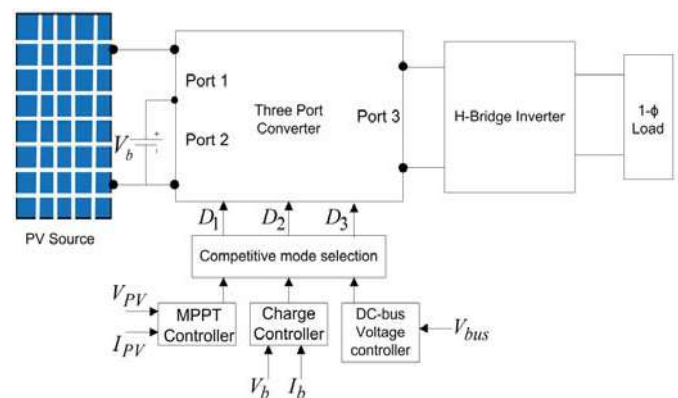 Port 1
Three Port
Converter
Port 3
Port 2
V_b
+
-
H-Bridge Inverter
1-ϕ
Load
PV Source
D_1
D_2
D_3
Competitive mode selection
V_PV
I_PV
MPPT
Controller
Charge
Controller
DC-bus
Voltage
controller
V_bus
V_b
I_b